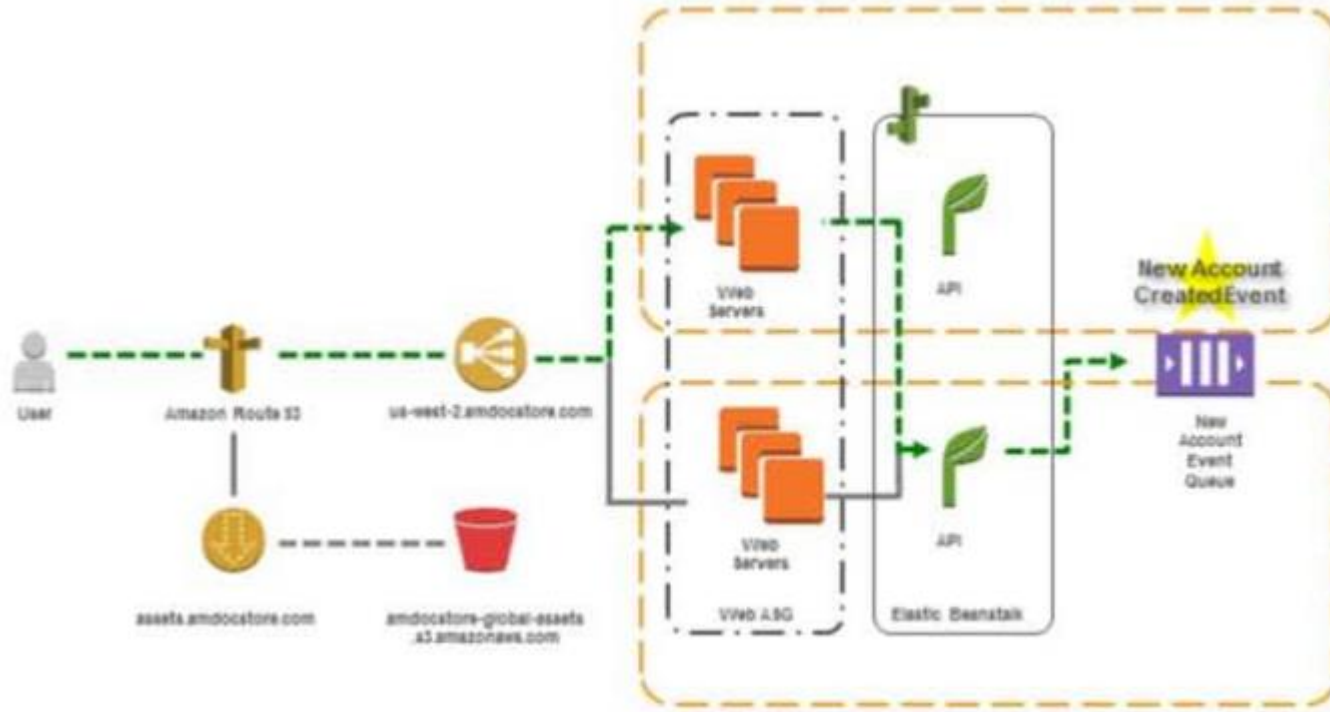 Web
Servers
API
New Account
CreatedEvent
User
Amazon Route 53
us-west-2.amdocstore.com
New
Account
Event
Queue
Web
Servers
API
assets.amdocstore.com
amdocstore-global-assets
.s3.amazonaws.com
Web ASG
Elastic Beanstalk